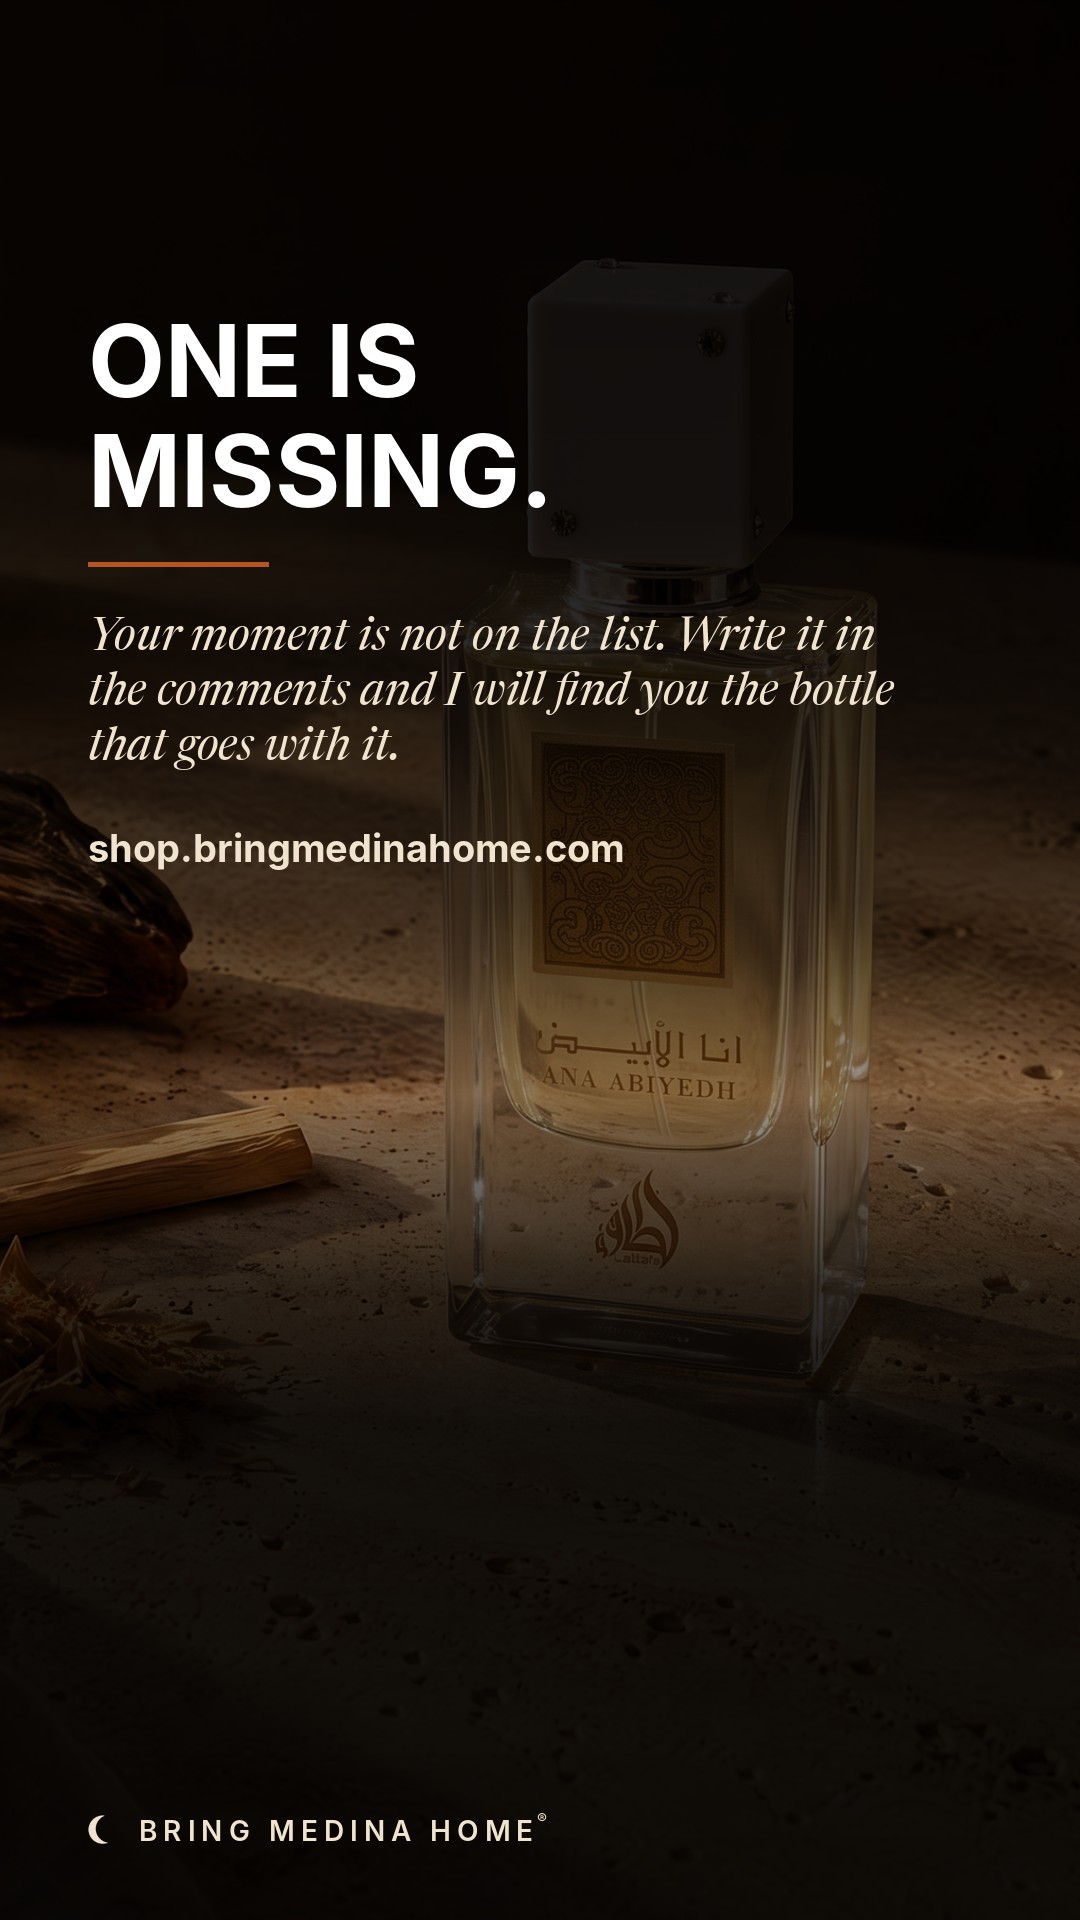 ONE IS
MISSING.
Your moment is not on the list. Write it in
the comments and I will find you the bottle
that goes with it.
shop.bringmedinahome.com
انا الأبيض
ANA ABIYEDH
لطافة
Lattafa
BRING MEDINA HOME®